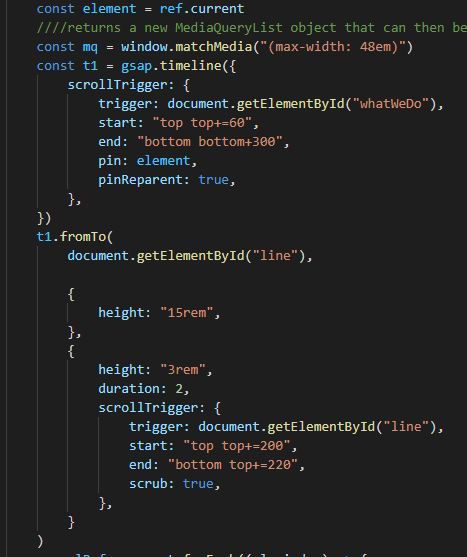 const element = ref.current
////returns a new MediaQueryList object that can then be
const mq = window.matchMedia("(max-width: 48em)")
const t1 = gsap.timeline({
scrollTrigger: {
trigger: document.getElementById("whatWeDo"),
start: "top top+=60",
end: "bottom bottom+300",
pin: element,
pinReparent: true,
},
})
t1.fromTo(
document.getElementById("line"),
{
height: "15rem",
},
{
height: "3rem",
duration: 2,
scrollTrigger: {
trigger: document.getElementById("line"),
start: "top top+=200",
end: "bottom top+=220",
scrub: true,
},
}
)